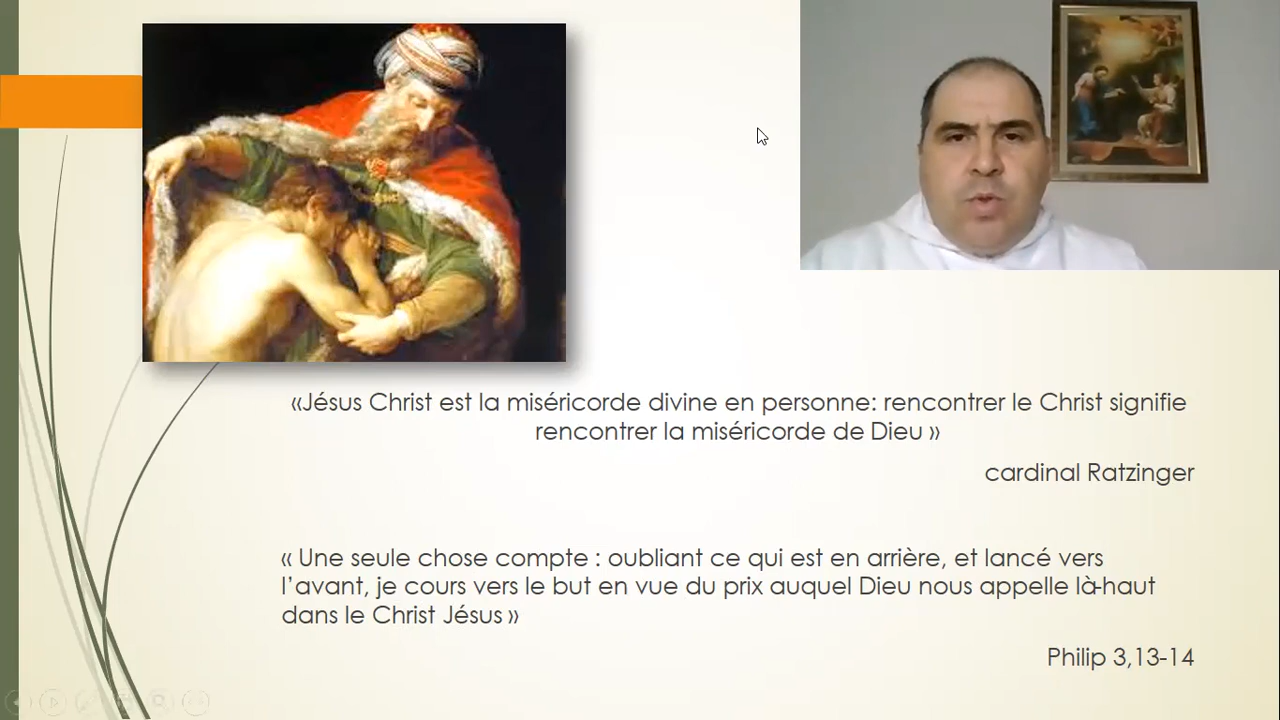 «Jésus Christ est la miséricorde divine en personne: rencontrer le Christ signifie
rencontrer la miséricorde de Dieu »
cardinal Ratzinger
« Une seule chose compte : oubliant ce qui est en arrière, et lancé vers
l’avant, je cours vers le but en vue du prix auquel Dieu nous appelle là-haut
dans le Christ Jésus »
Philip 3,13-14